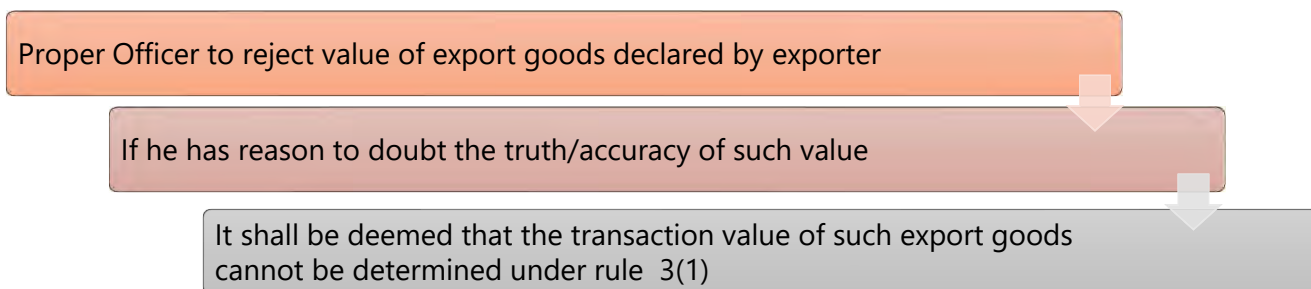 Proper Officer to reject value of export goods declared by exporter
If he has reason to doubt the truth/accuracy of such value
It shall be deemed that the transaction value of such export goods
cannot be determined under rule 3(1)